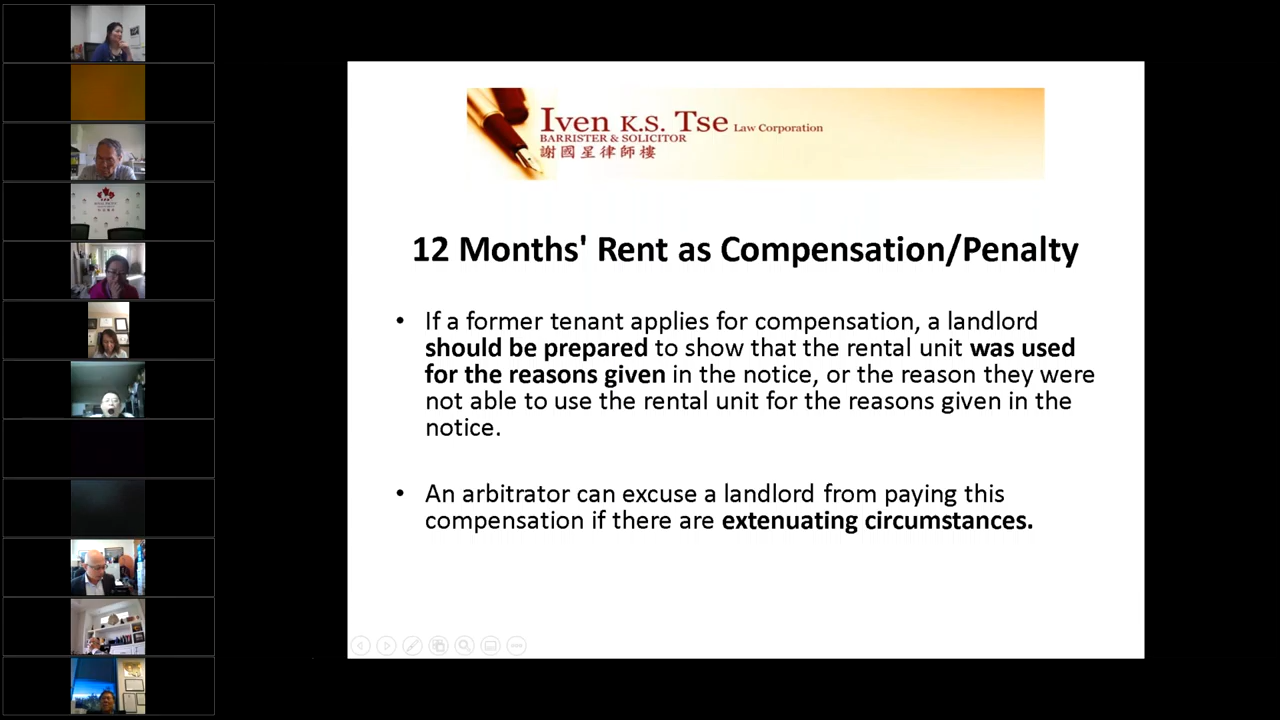 Iven K.S. Tse Law Corporation
BARRISTER & SOLICITOR
謝國星律師樓
12 Months' Rent as Compensation/Penalty
• If a former tenant applies for compensation, a landlord
should be prepared to show that the rental unit was used
for the reasons given in the notice, or the reason they were
not able to use the rental unit for the reasons given in the
notice.
• An arbitrator can excuse a landlord from paying this
compensation if there are extenuating circumstances.